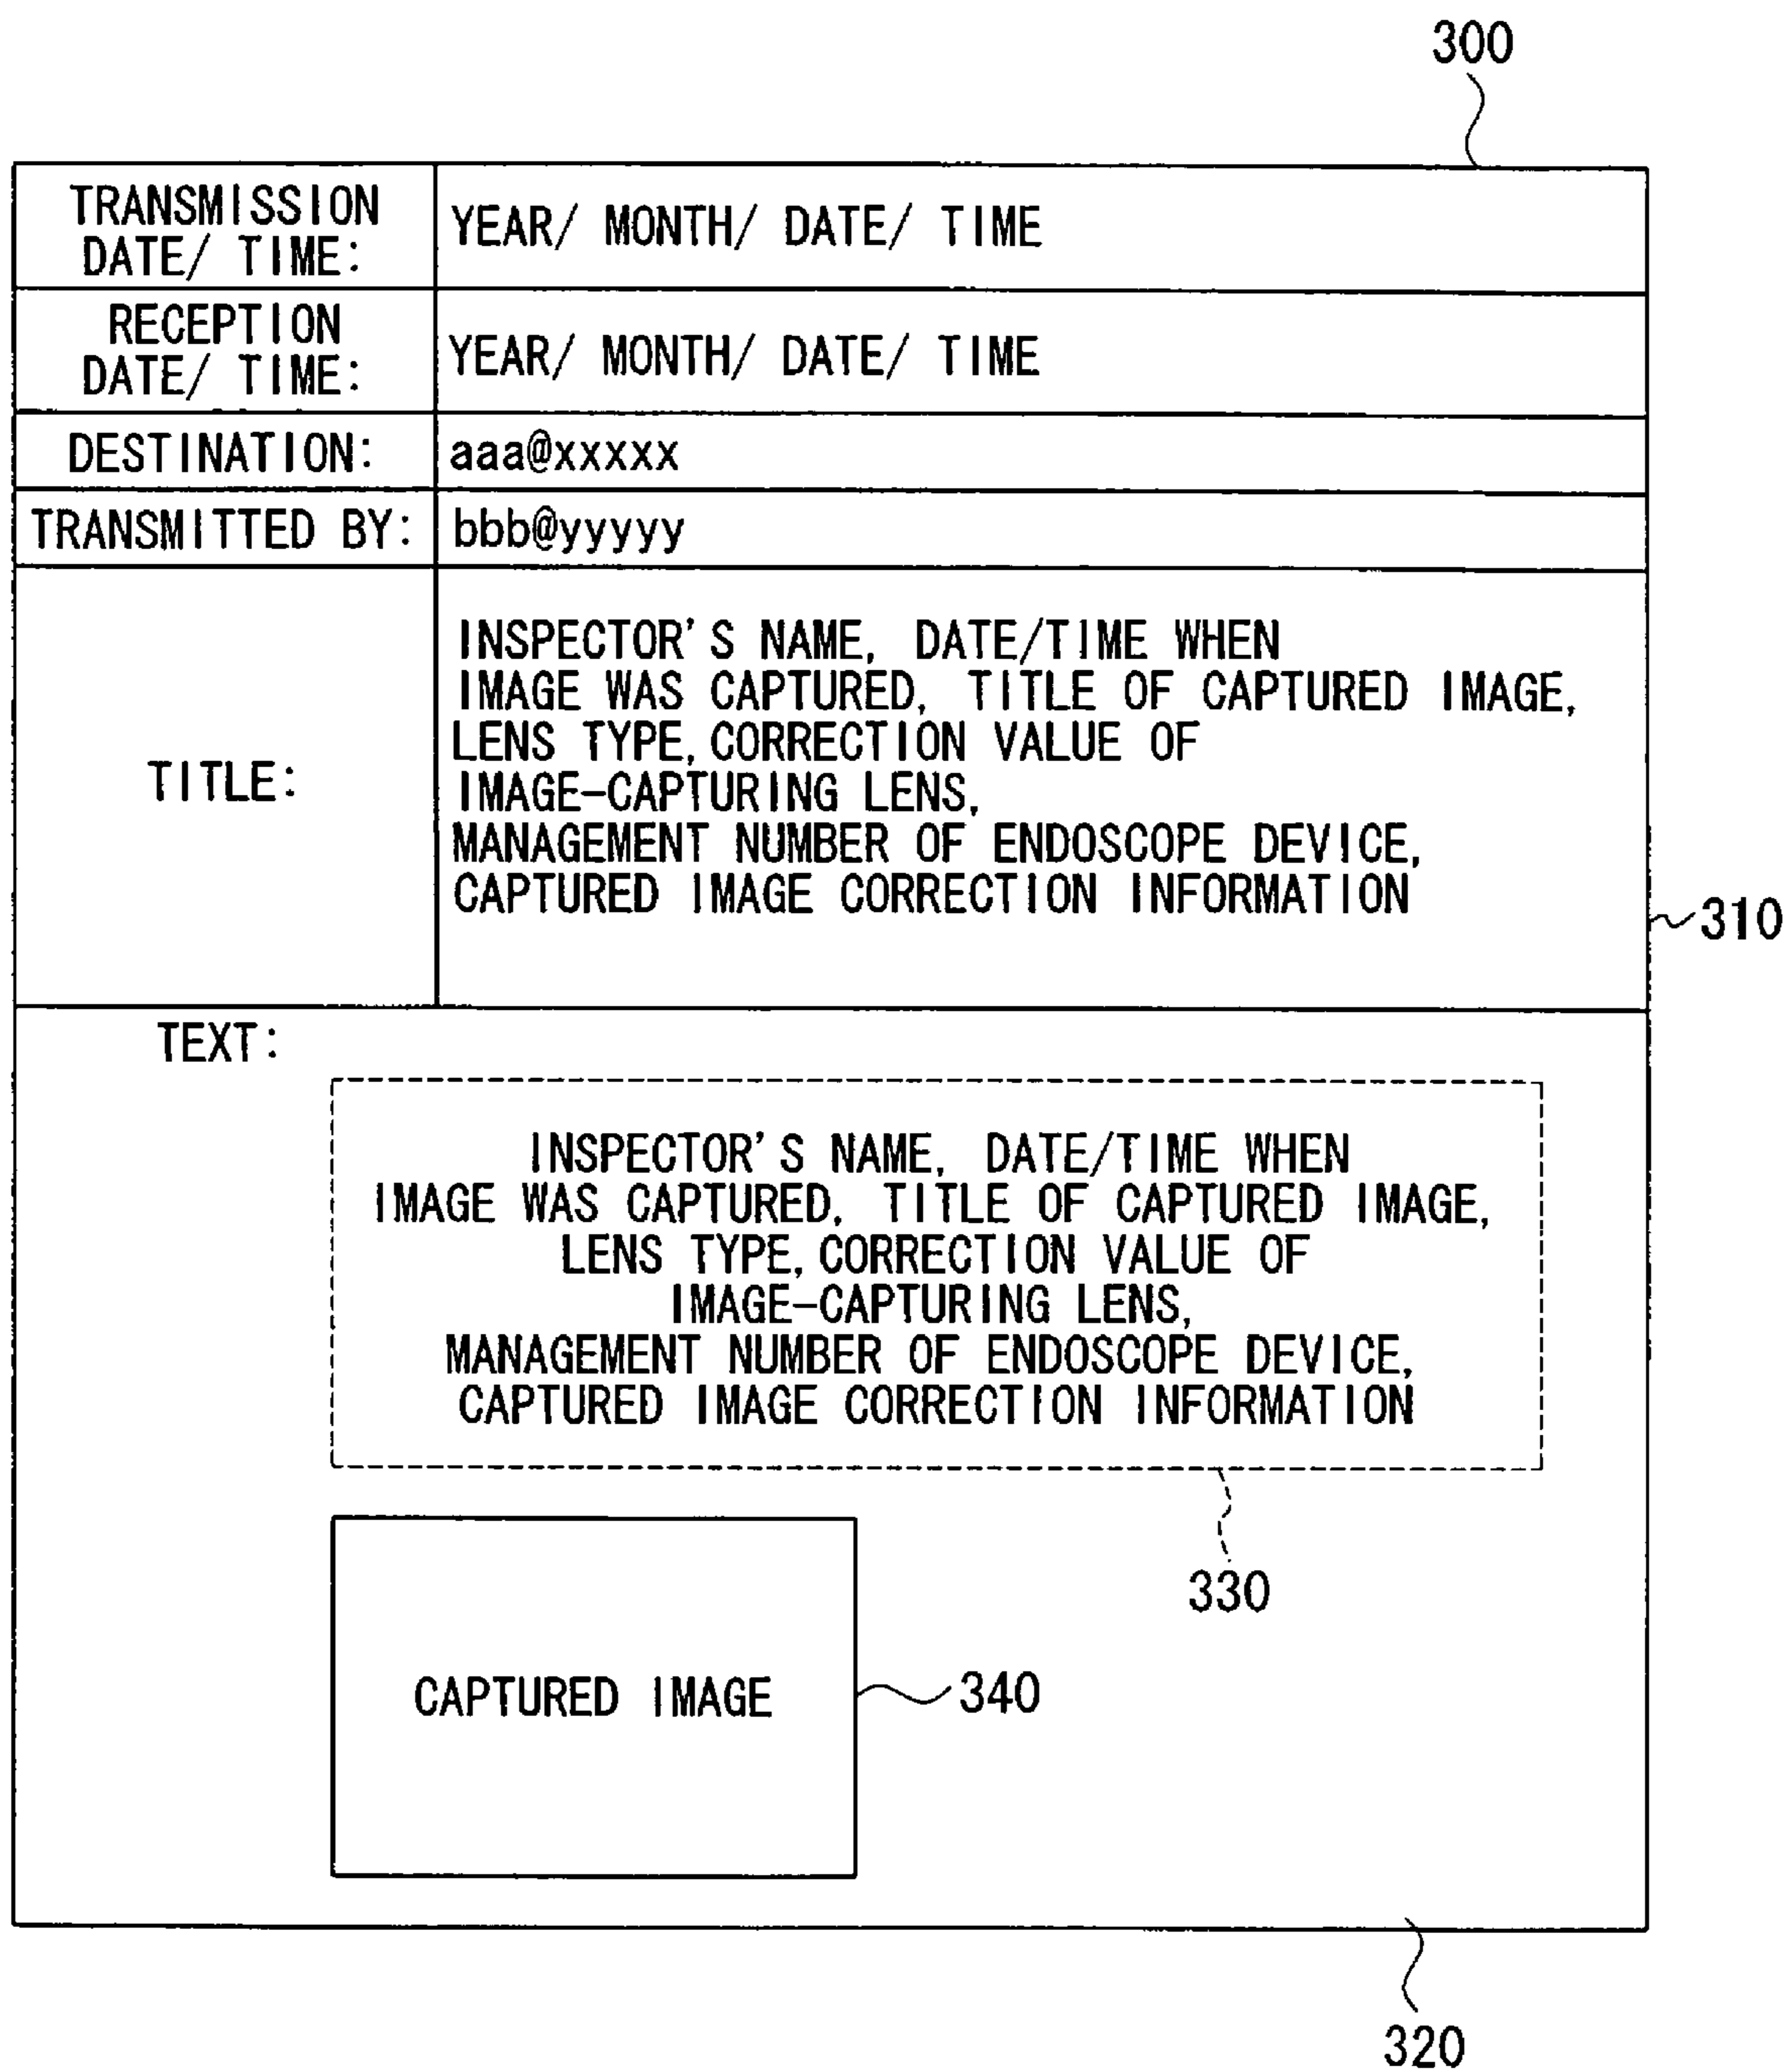 300
TRANSMISSION
DATE/ TIME:
YEAR/ MONTH/ DATE/ TIME
RECEPTION
DATE/ TIME:
YEAR/ MONTH/ DATE/ TIME
DESTINATION:
aaa@xxxxx
TRANSMITTED BY:
bbb@yyyyy
TITLE:
INSPECTOR'S NAME, DATE/TIME WHEN
IMAGE WAS CAPTURED, TITLE OF CAPTURED IMAGE,
LENS TYPE, CORRECTION VALUE OF
IMAGE-CAPTURING LENS,
MANAGEMENT NUMBER OF ENDOSCOPE DEVICE,
CAPTURED IMAGE CORRECTION INFORMATION
310
TEXT:
INSPECTOR'S NAME, DATE/TIME WHEN
IMAGE WAS CAPTURED, TITLE OF CAPTURED IMAGE,
LENS TYPE, CORRECTION VALUE OF
IMAGE-CAPTURING LENS,
MANAGEMENT NUMBER OF ENDOSCOPE DEVICE,
CAPTURED IMAGE CORRECTION INFORMATION
330
CAPTURED IMAGE
340
320